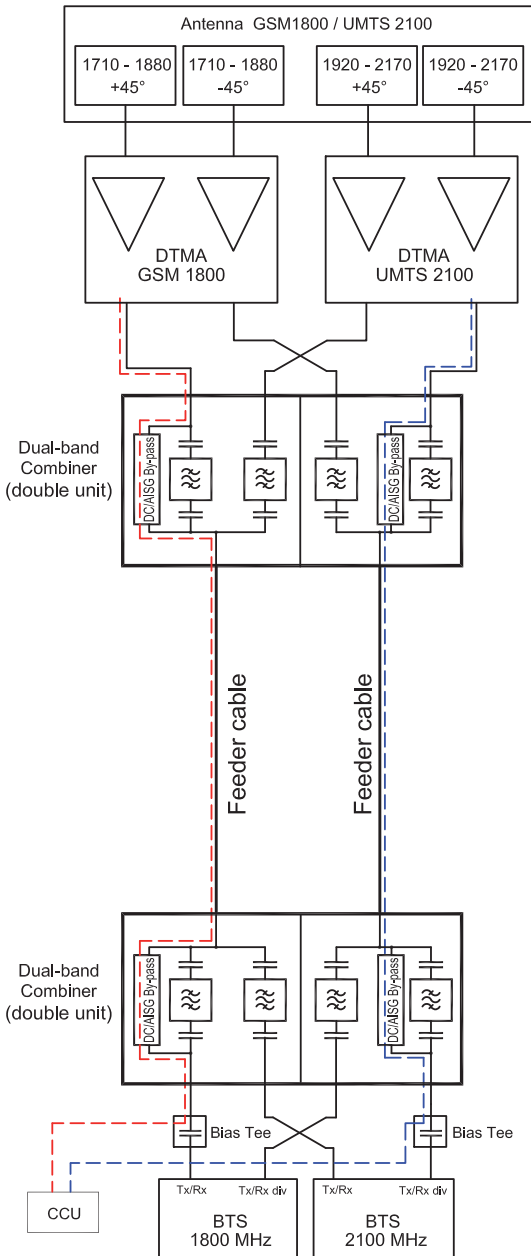 Antenna GSM1800 / UMTS 2100
1710 - 1880
+45°
1710 - 1880
-45°
1920 - 2170
+45°
1920 - 2170
-45°
DTMA
GSM 1800
DTMA
UMTS 2100
Dual-band
Combiner
(double unit)
DC/AISG By-pass
DC/AISG By-pass
Feeder cable
Feeder cable
Dual-band
Combiner
(double unit)
DC/AISG By-pass
DC/AISG By-pass
Bias Tee
Bias Tee
CCU
Tx/Rx
Tx/Rx div
BTS
1800 MHz
Tx/Rx
Tx/Rx div
BTS
2100 MHz